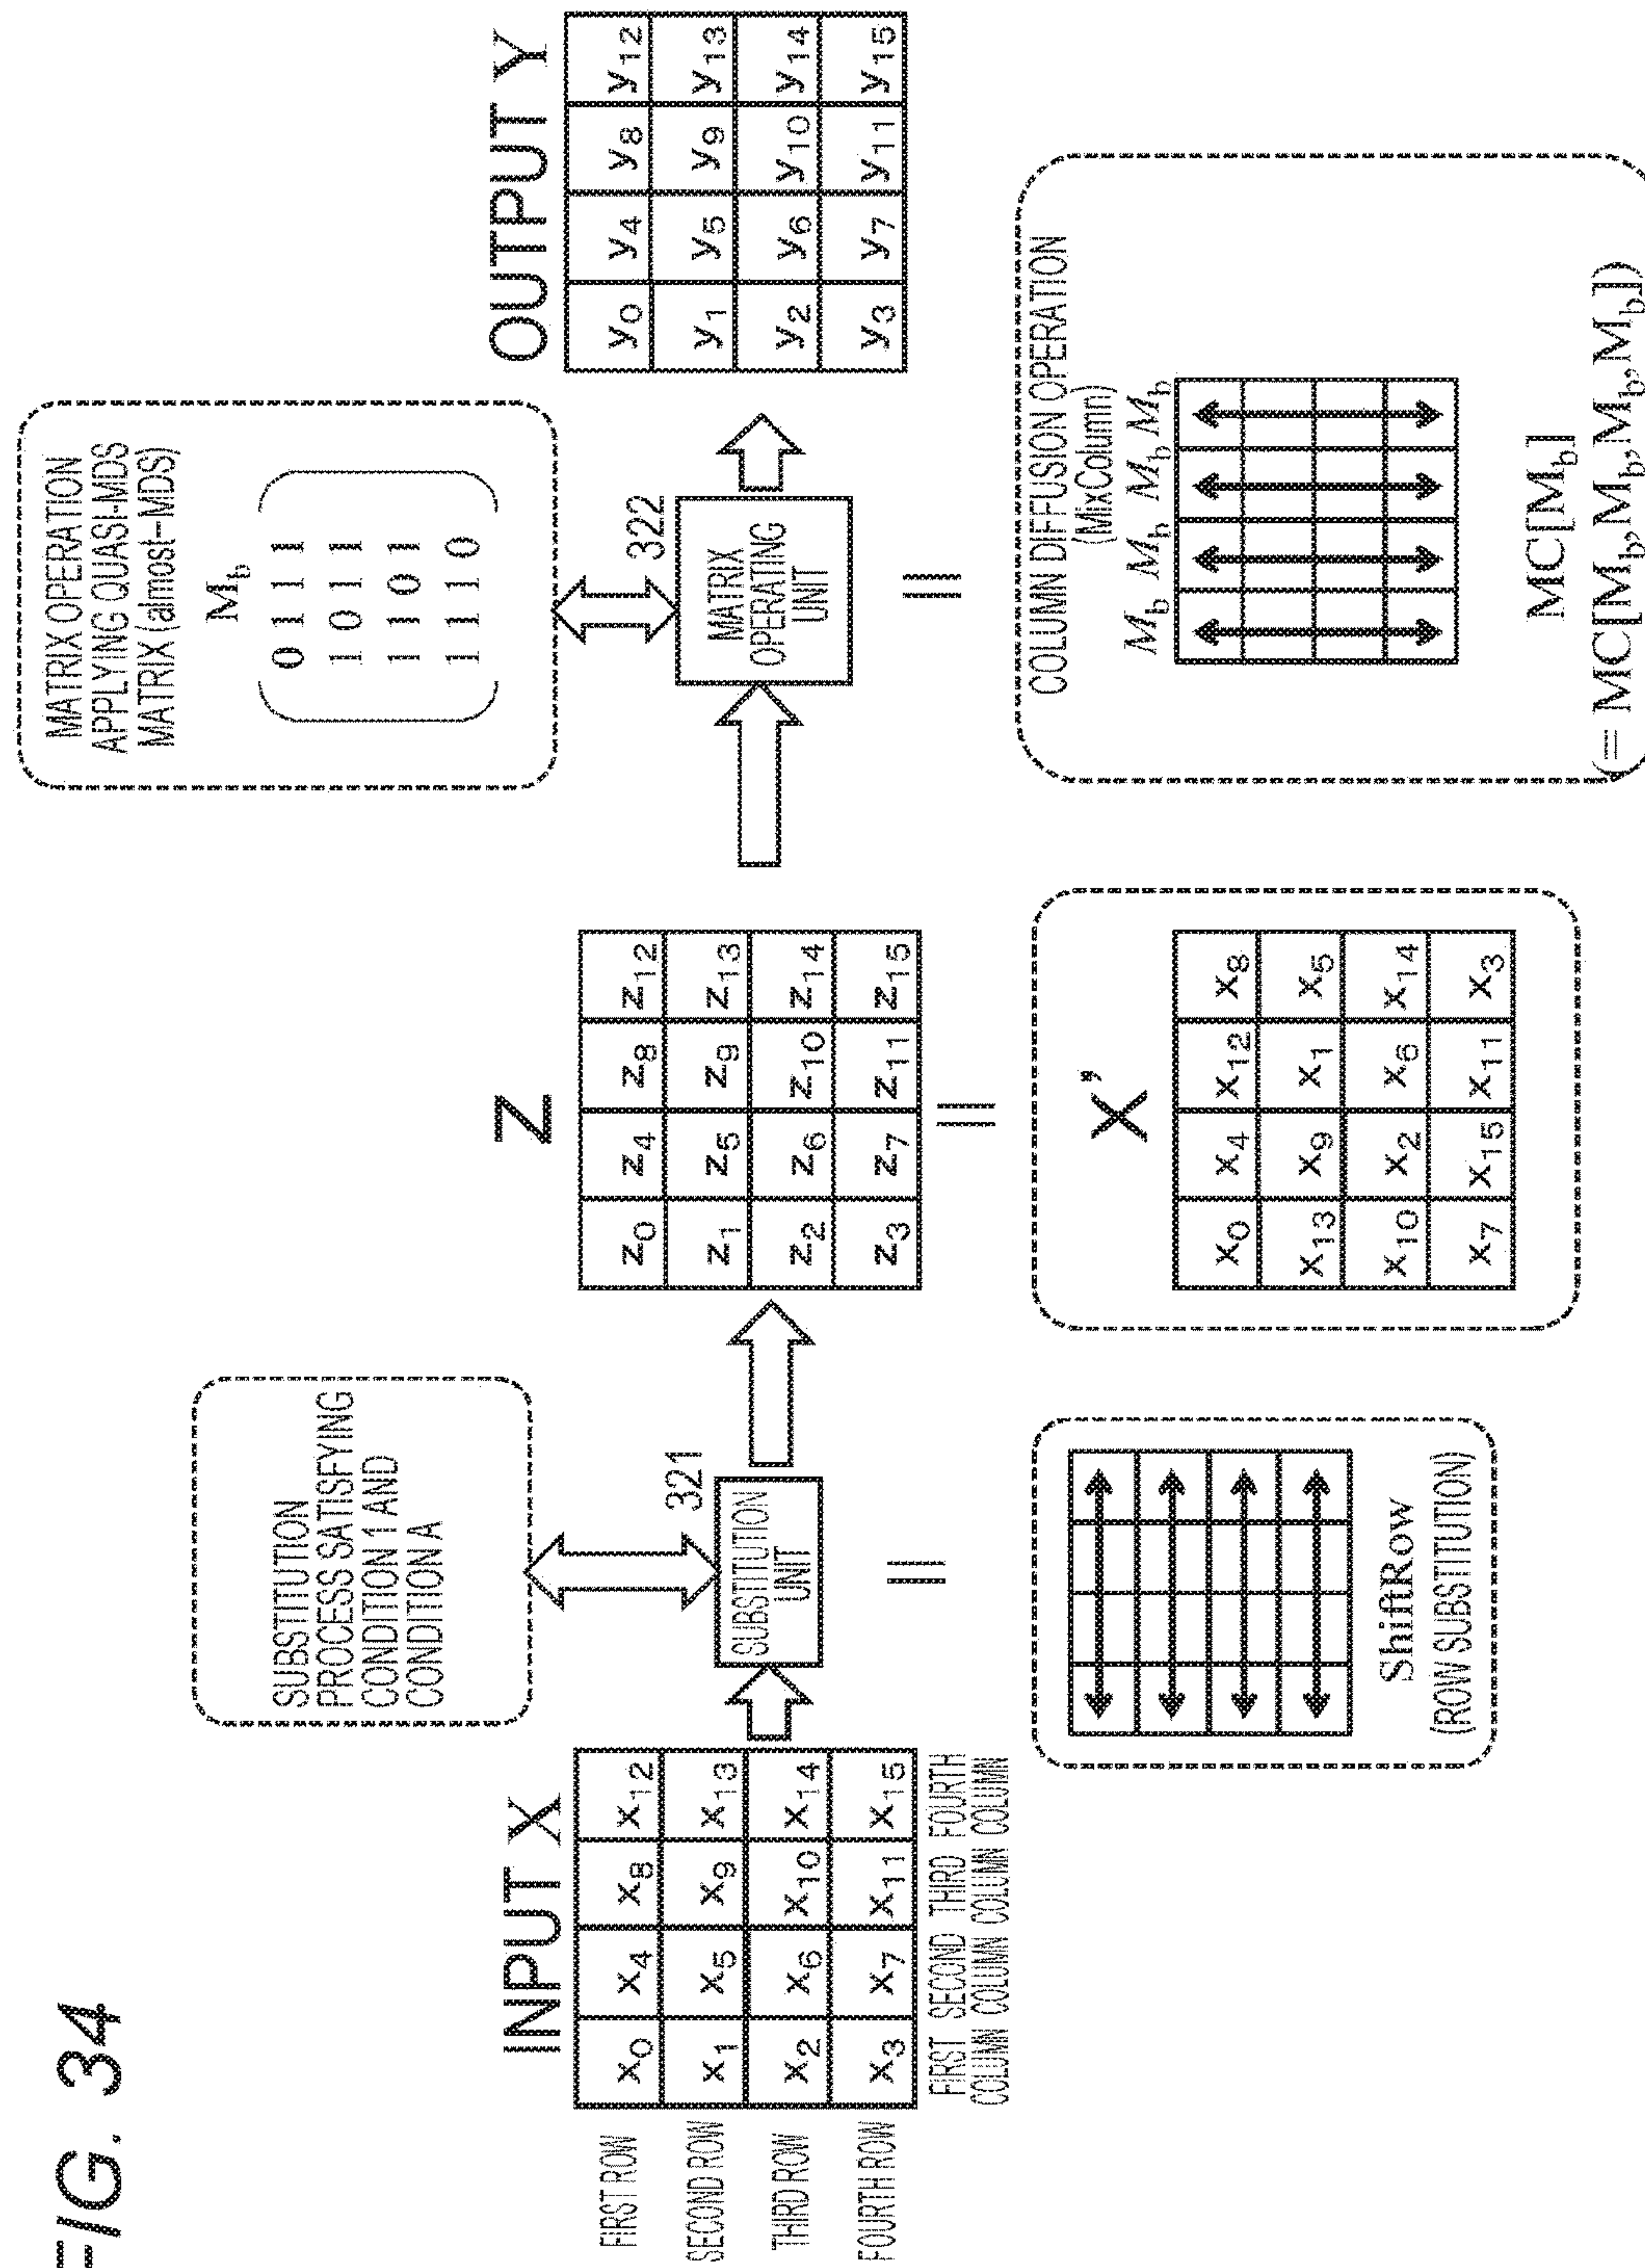 FIG. 34
INPUT X
FIRST ROW
SECOND ROW
THIRD ROW
FOURTH ROW
x0 x4 x8 x12
x1 x5 x9 x13
x2 x6 x10 x14
x3 x7 x11 x15
FIRST SECOND THIRD FOURTH
COLUMN COLUMN COLUMN COLUMN
SUBSTITUTION
PROCESS SATISFYING
CONDITION 1 AND
CONDITION A
321
SUBSTITUTION
UNIT
=
ShiftRow
(ROW SUBSTITUTION)
Z
z0 z4 z8 z12
z1 z5 z9 z13
z2 z6 z10 z14
z3 z7 z11 z15
=
X'
x0 x4 x12 x8
x13 x9 x1 x5
x10 x2 x6 x14
x7 x15 x11 x3
MATRIX OPERATION
APPLYING QUASI-MDS
MATRIX (almost-MDS)
Mb
0 1 1 1
1 0 1 1
1 1 0 1
1 1 1 0
322
MATRIX
OPERATING
UNIT
=
COLUMN DIFFUSION OPERATION
(MixColumn)
Mb Mb Mb Mb
MC[Mb]
(= MC[Mb,Mb,Mb,Mb])
OUTPUT Y
y0 y4 y8 y12
y1 y5 y9 y13
y2 y6 y10 y14
y3 y7 y11 y15